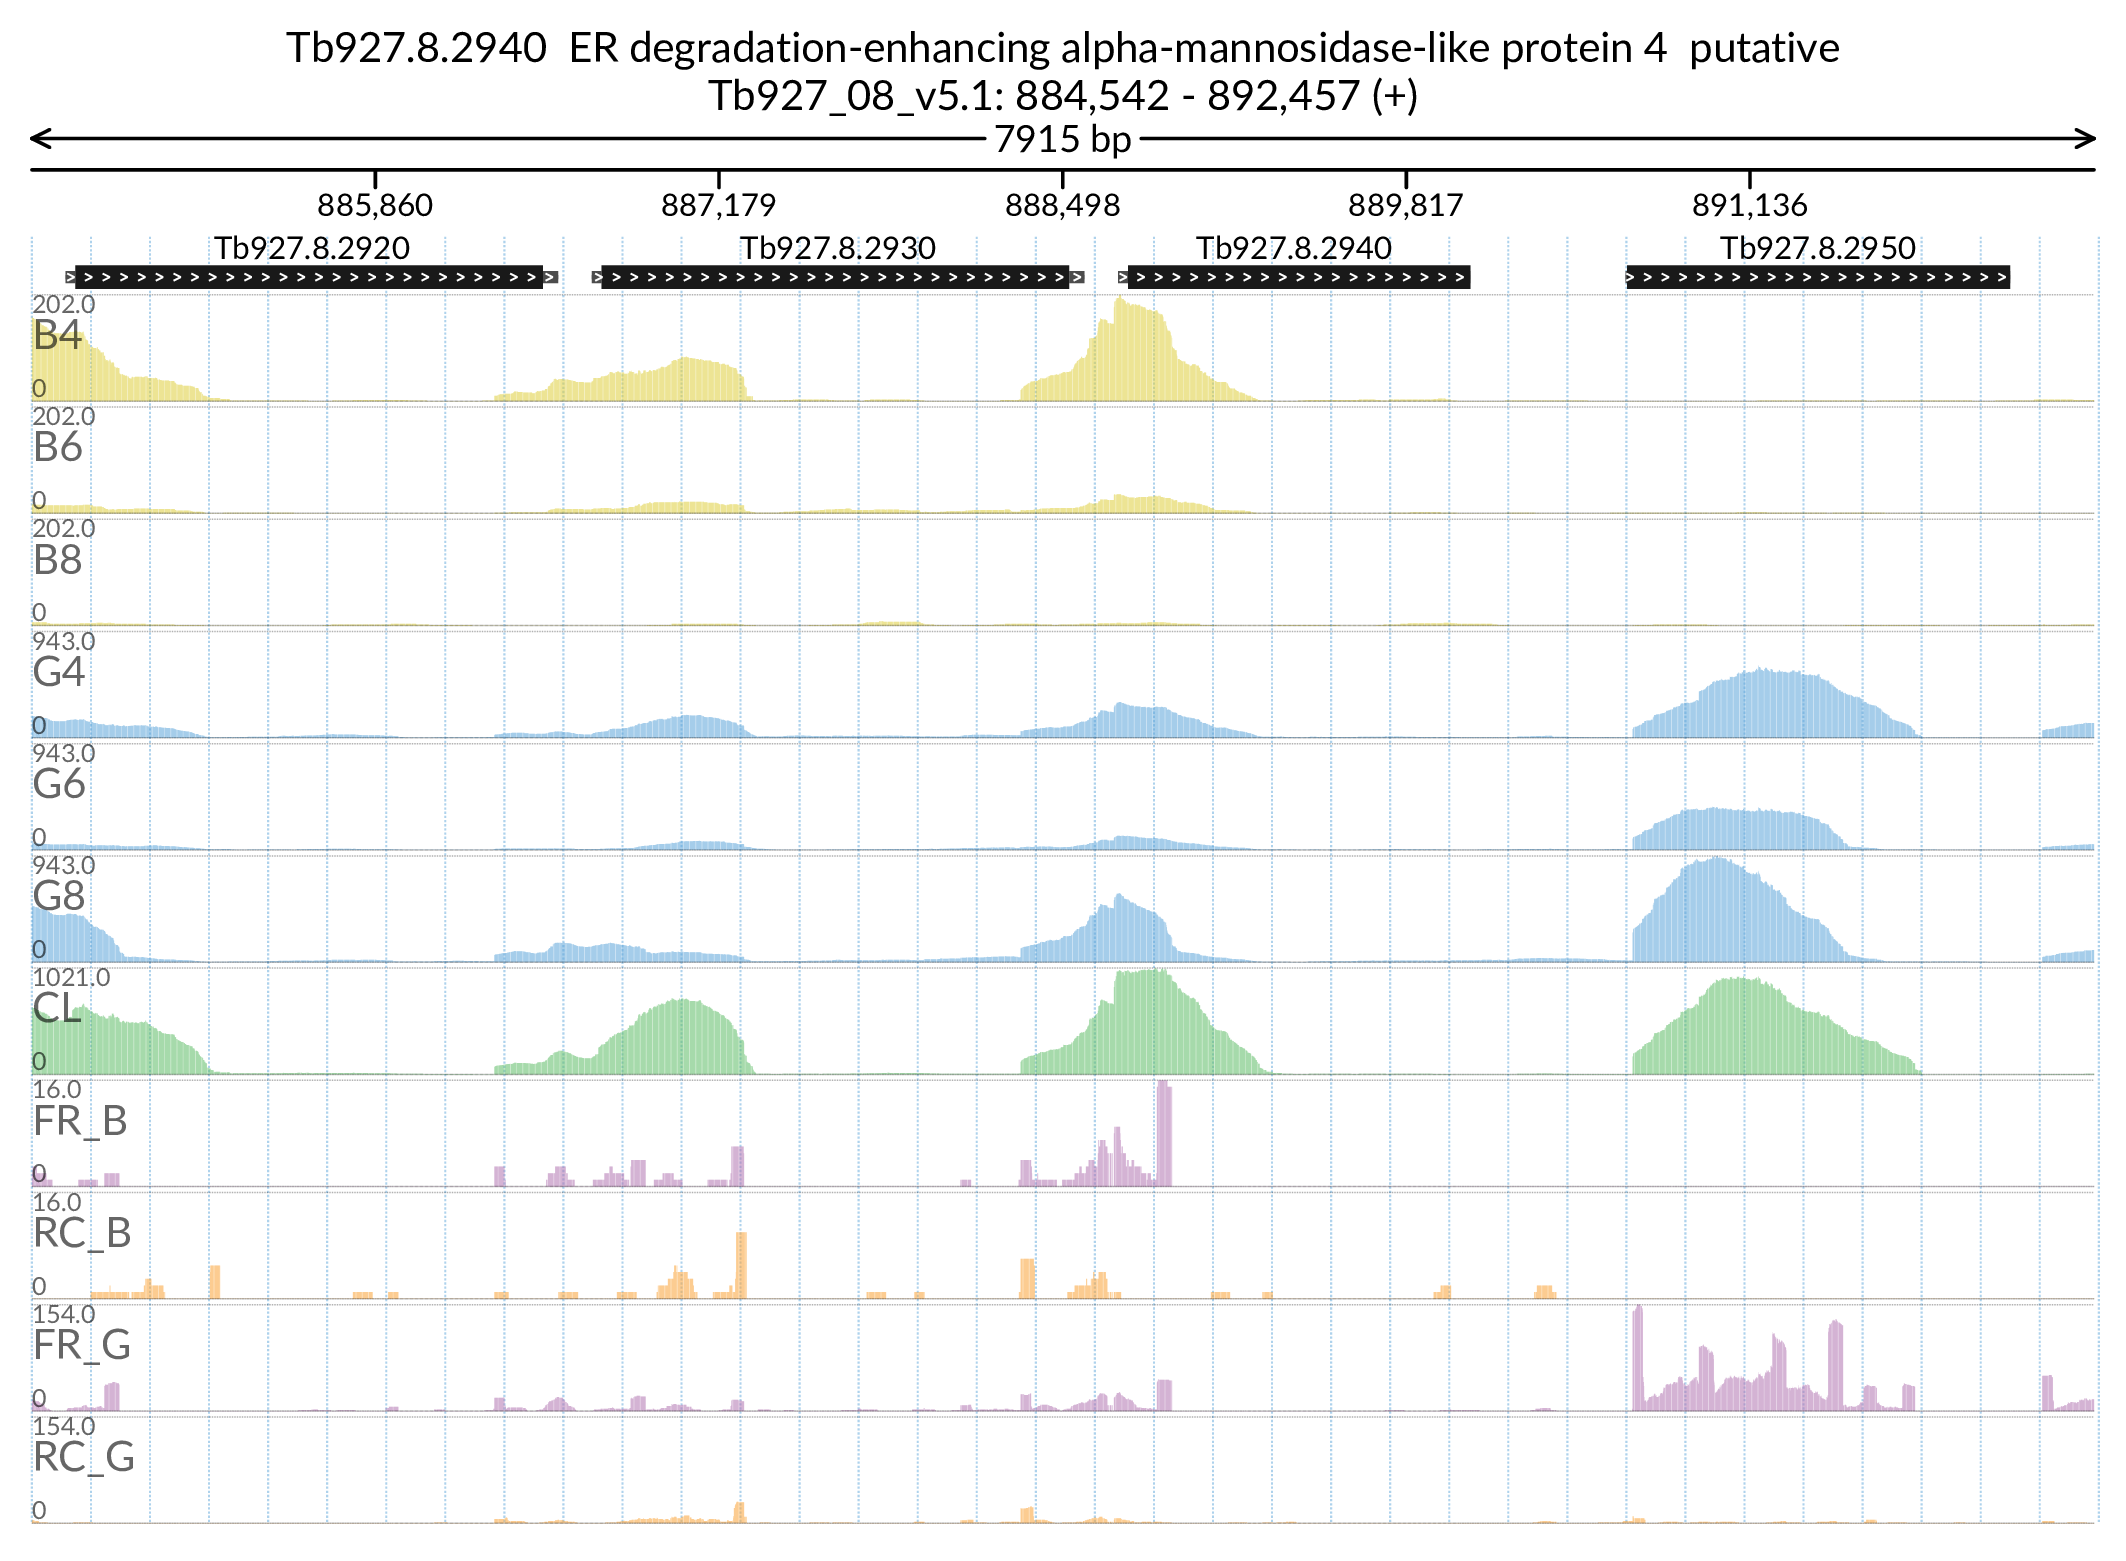 Tb927.8.2940  ER degradation-enhancing alpha-mannosidase-like protein 4  putative
Tb927_08_v5.1: 884,542 - 892,457 (+)
7915 bp
885,860 887,179 888,498 889,817 891,136
Tb927.8.2920 Tb927.8.2930 Tb927.8.2940 Tb927.8.2950
202.0
B4
0
202.0
B6
0
202.0
B8
0
943.0
G4
0
943.0
G6
0
943.0
G8
0
1021.0
CL
0
16.0
FR_B
0
16.0
RC_B
0
154.0
FR_G
0
154.0
RC_G
0